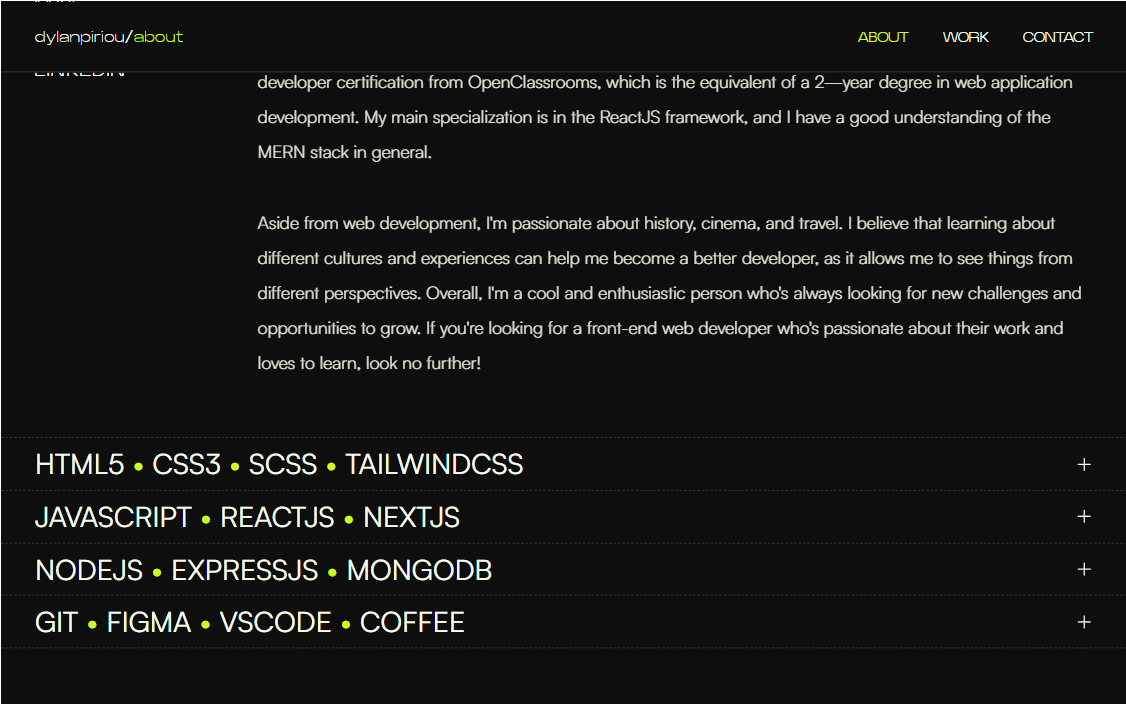 dylanpiriou/about
ABOUT
WORK
CONTACT
LINKEDIN
developer certification from OpenClassrooms, which is the equivalent of a 2—year degree in web application
development. My main specialization is in the ReactJS framework, and I have a good understanding of the
MERN stack in general.
Aside from web development, I'm passionate about history, cinema, and travel. I believe that learning about
different cultures and experiences can help me become a better developer, as it allows me to see things from
different perspectives. Overall, I'm a cool and enthusiastic person who's always looking for new challenges and
opportunities to grow. If you're looking for a front-end web developer who's passionate about their work and
loves to learn, look no further!
HTML5 • CSS3 • SCSS • TAILWINDCSS +
JAVASCRIPT • REACTJS • NEXTJS +
NODEJS • EXPRESSJS • MONGODB +
GIT • FIGMA • VSCODE • COFFEE +